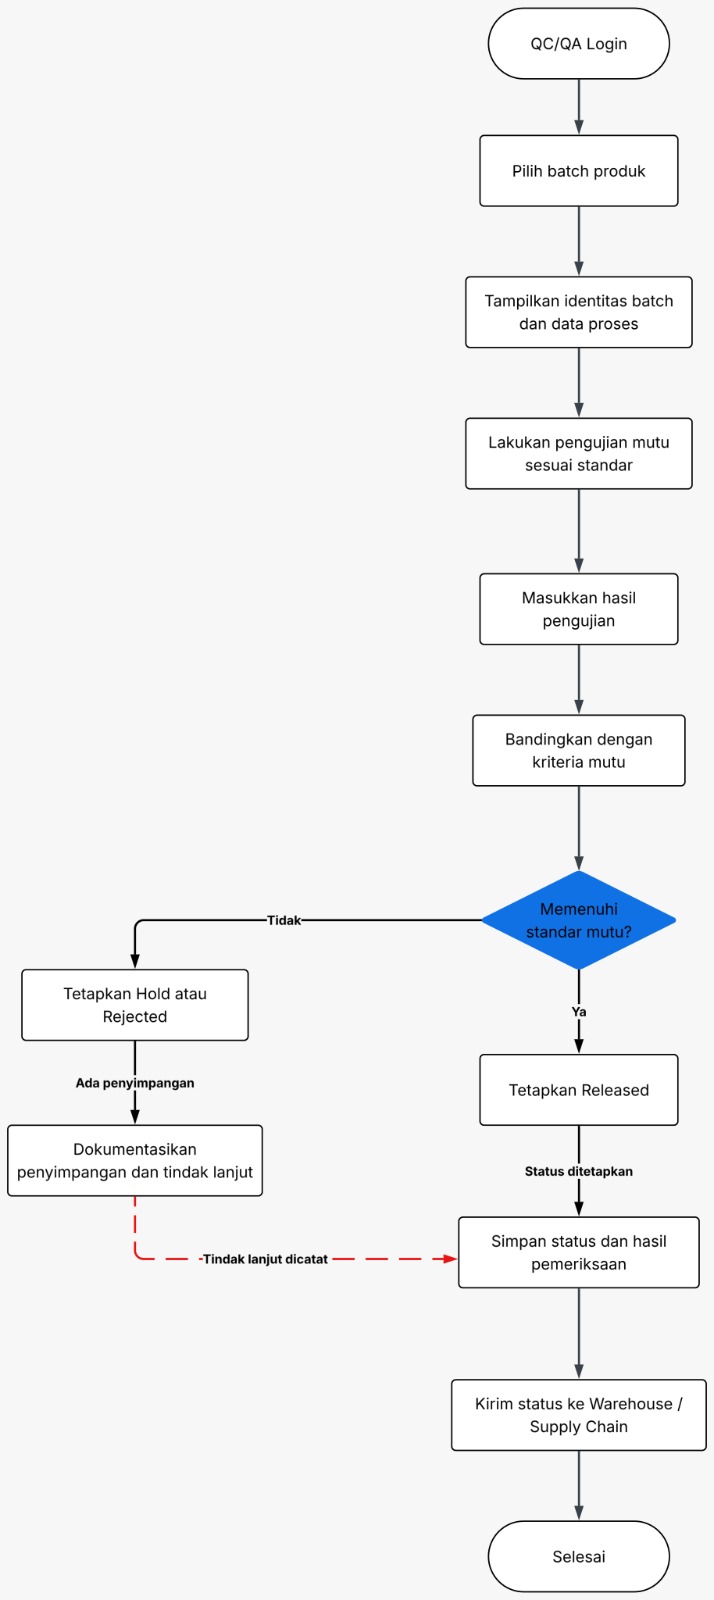 QC/QA Login
Pilih batch produk
Tampilkan identitas batch
dan data proses
Lakukan pengujian mutu
sesuai standar
Masukkan hasil
pengujian
Bandingkan dengan
kriteria mutu
Memenuhi
standar mutu?
Tidak
Tetapkan Hold atau
Rejected
Ya
Ada penyimpangan
Tetapkan Released
Dokumentasikan
penyimpangan dan tindak lanjut
Status ditetapkan
Tindak lanjut dicatat
Simpan status dan hasil
pemeriksaan
Kirim status ke Warehouse /
Supply Chain
Selesai